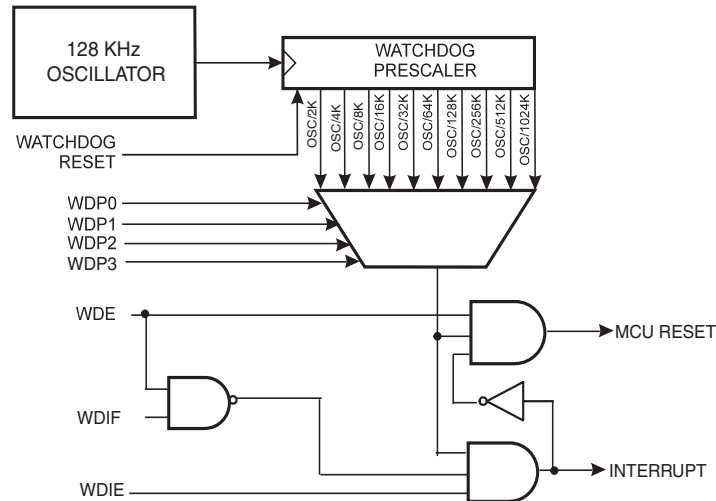 128 KHz
OSCILLATOR
WATCHDOG
PRESCALER
OSC/2K
OSC/4K
OSC/8K
OSC/16K
OSC/32K
OSC/64K
OSC/128K
OSC/256K
OSC/512K
OSC/1024K
WATCHDOG
RESET
WDP0
WDP1
WDP2
WDP3
WDE
MCU RESET
WDIF
INTERRUPT
WDIE